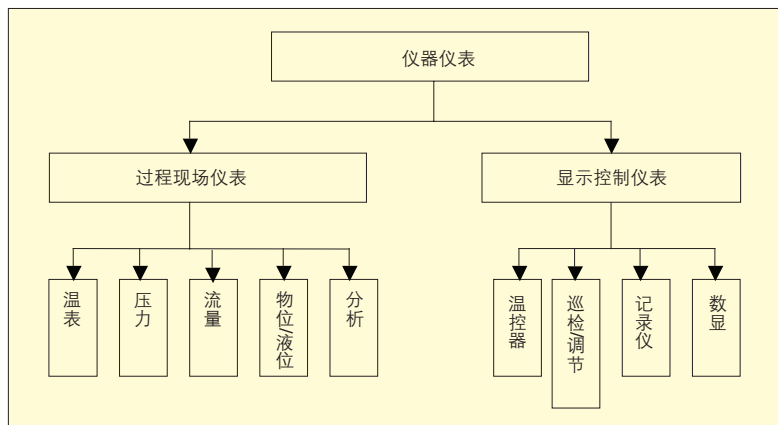 仪器仪表
过程现场仪表
显示控制仪表
温表
压力
流量
物位/液位
分析
温控器
巡检/调节
记录仪
数显